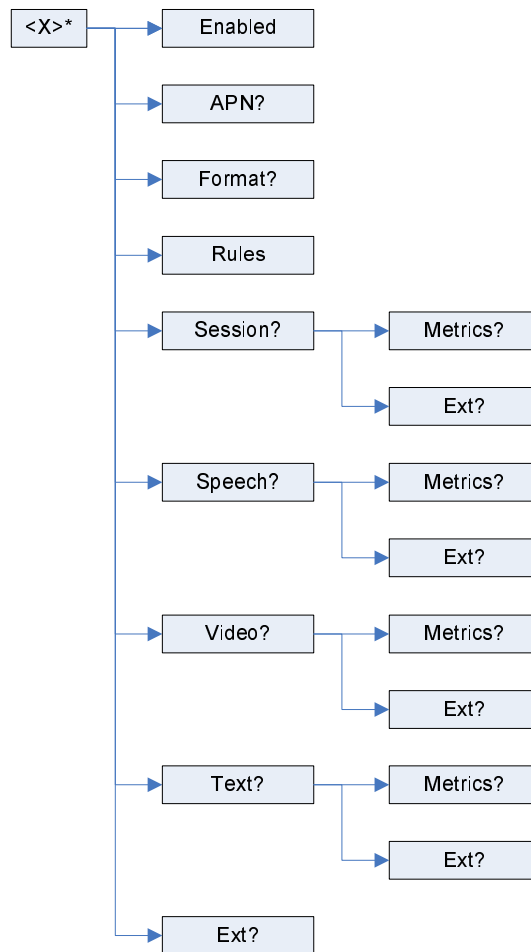 <X>*
Enabled
APN?
Format?
Rules
Session?
Metrics?
Ext?
Speech?
Metrics?
Ext?
Video?
Metrics?
Ext?
Text?
Metrics?
Ext?
Ext?